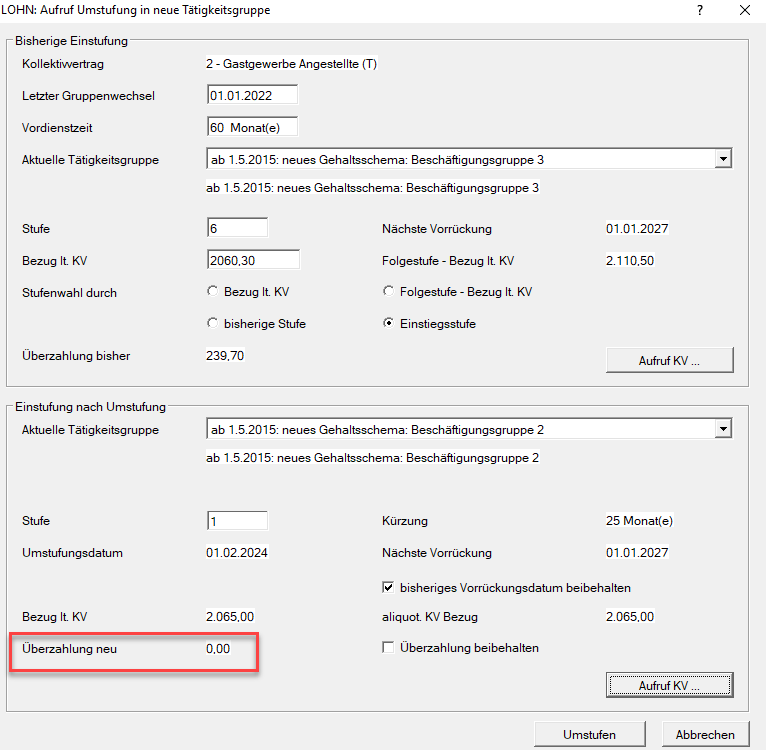 LOHN: Aufruf Umstufung in neue Tätigkeitsgruppe ?
Bisherige Einstufung
Kollektivvertrag 2 - Gastgewerbe Angestellte (T)
Letzter Gruppenwechsel 01.01.2022
Vordienstzeit 60 Monat(e)
Aktuelle Tätigkeitsgruppe ab 1.5.2015: neues Gehaltsschema: Beschäftigungsgruppe 3
ab 1.5.2015: neues Gehaltsschema: Beschäftigungsgruppe 3
Stufe 6 Nächste Vorrückung 01.01.2027
Bezug lt. KV 2060,30 Folgestufe - Bezug lt. KV 2.110,50
Stufenwahl durch Bezug lt. KV Folgestufe - Bezug lt. KV
bisherige Stufe Einstiegsstufe
Überzahlung bisher 239,70 Aufruf KV ...
Einstufung nach Umstufung
Aktuelle Tätigkeitsgruppe ab 1.5.2015: neues Gehaltsschema: Beschäftigungsgruppe 2
ab 1.5.2015: neues Gehaltsschema: Beschäftigungsgruppe 2
Stufe 1 Kürzung 25 Monat(e)
Umstufungsdatum 01.02.2024 Nächste Vorrückung 01.01.2027
bisheriges Vorrückungsdatum beibehalten
Bezug lt. KV 2.065,00 aliquot. KV Bezug 2.065,00
Überzahlung neu 0,00 Überzahlung beibehalten
Aufruf KV ...
Umstufen Abbrechen